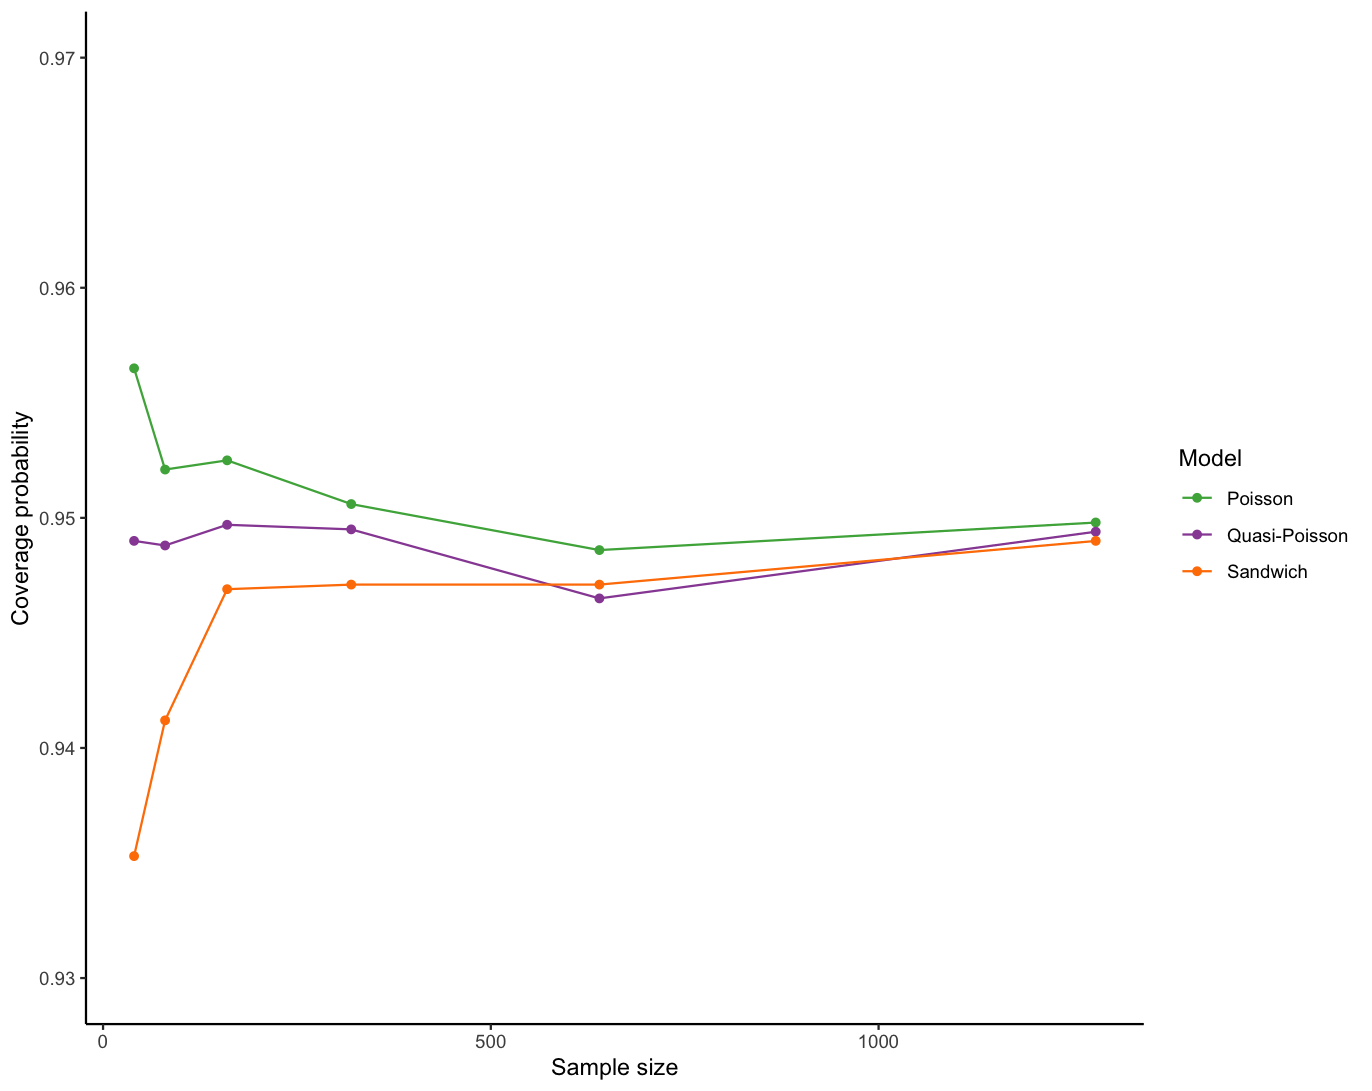 0.97
0.96
0.95
0.94
0.93
Coverage probability
0
500
1000
Sample size
Model
Poisson
Quasi-Poisson
Sandwich